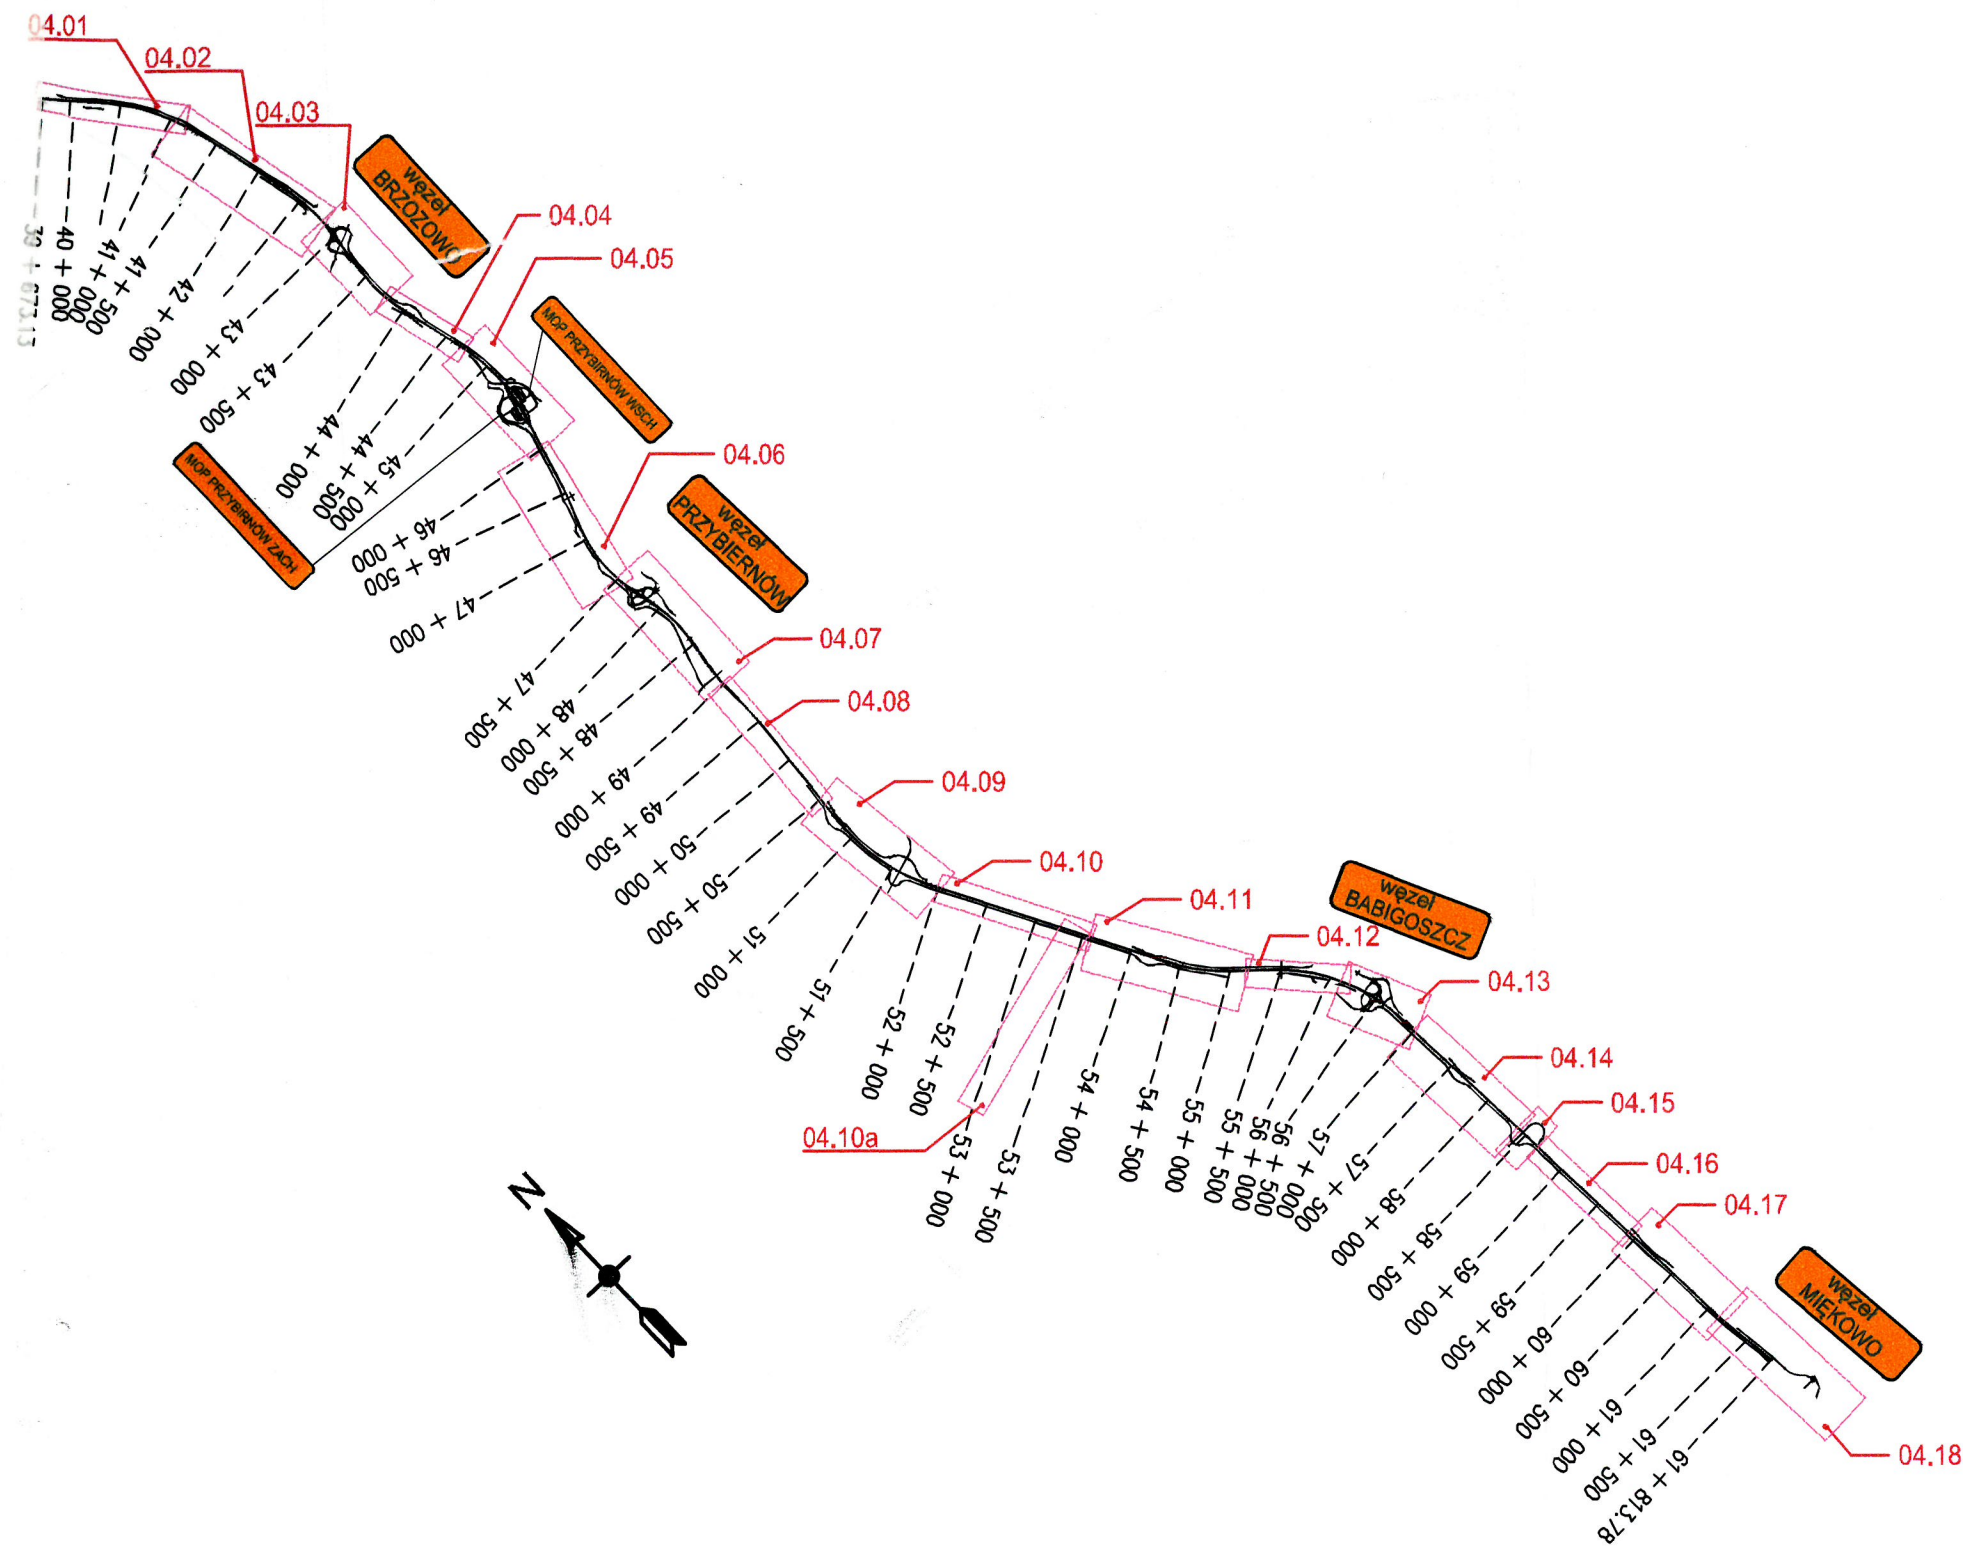 04.01
04.02
04.03
węzeł
BRZOZOWO
04.04
04.05
MOP PRZYBIRNÓW WSCH
MOP PRZYBIRNÓW ZACH
04.06
węzeł
PRZYBIERNÓW
04.07
04.08
04.09
04.10
04.10a
04.11
04.12
węzeł
BABIGOSZCZ
04.13
04.14
04.15
04.16
04.17
węzeł
MIĘKOWO
04.18
40 + 000
41 + 000
41 + 500
42 + 000
43 + 000
43 + 500
44 + 000
44 + 500
45 + 000
46 + 000
46 + 500
47 + 000
47 + 500
48 + 000
48 + 500
49 + 000
49 + 500
50 + 000
50 + 500
51 + 000
51 + 500
52 + 000
52 + 500
53 + 000
53 + 500
54 + 000
54 + 500
55 + 000
55 + 500
56 + 000
56 + 500
57 + 000
57 + 500
58 + 000
58 + 500
59 + 000
59 + 500
60 + 000
60 + 500
61 + 000
61 + 500
61 + 813.78
N